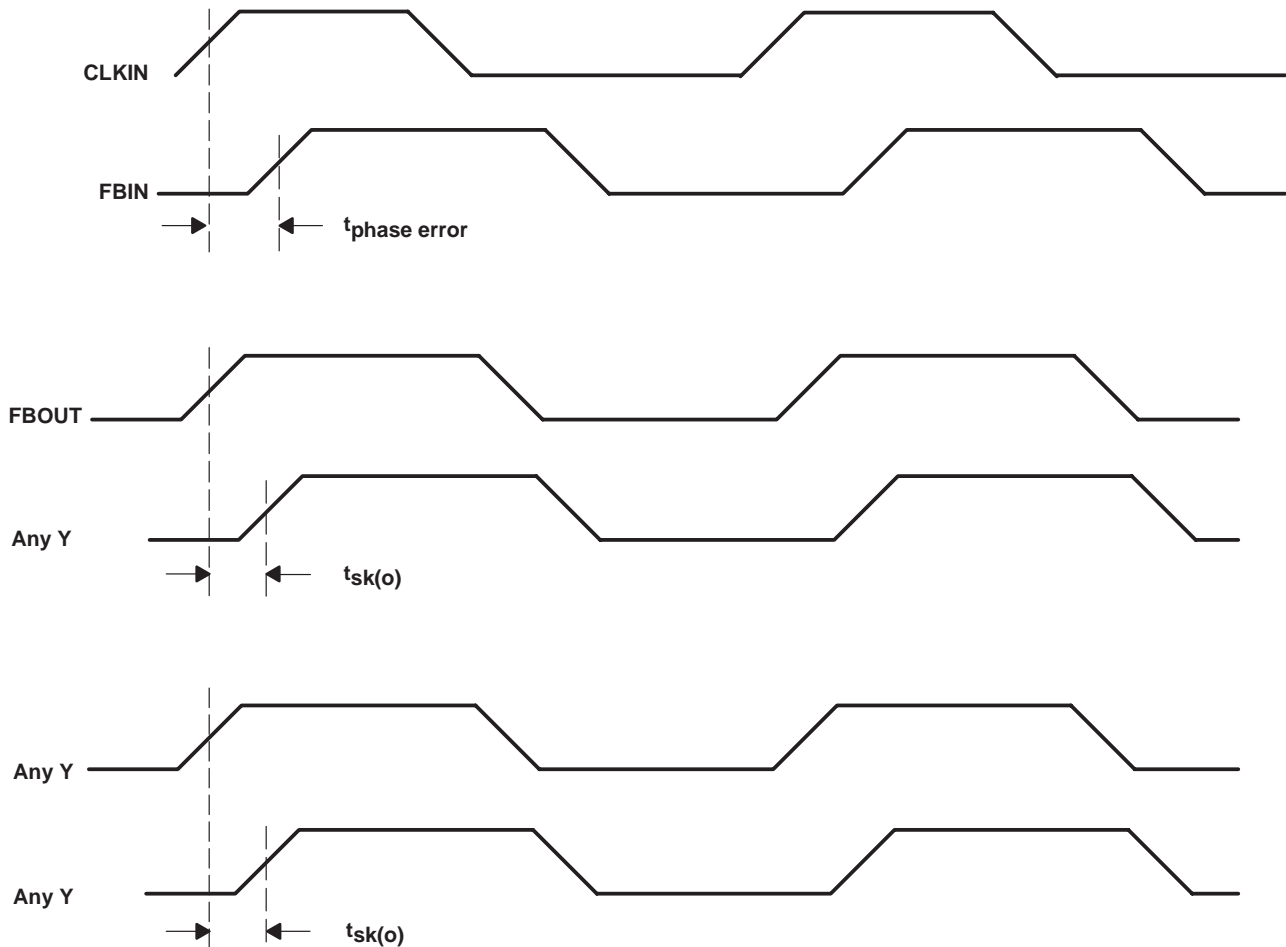 CLKIN
FBIN
tphase error
FBOUT
Any Y
tsk(o)
Any Y
Any Y
tsk(o)